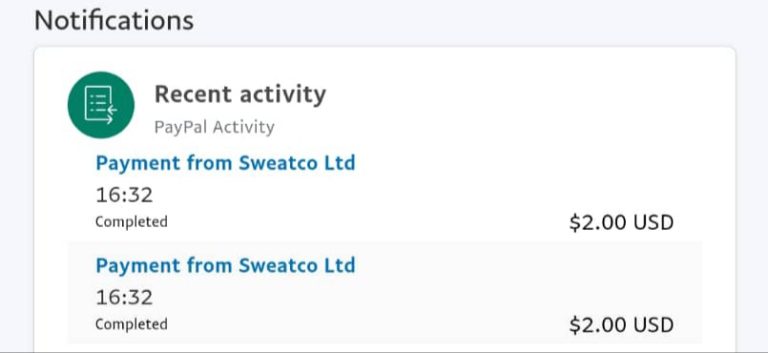 Notifications
Recent activity
PayPal Activity
Payment from Sweatco Ltd
16:32
Completed $2.00 USD
Payment from Sweatco Ltd
16:32
Completed $2.00 USD